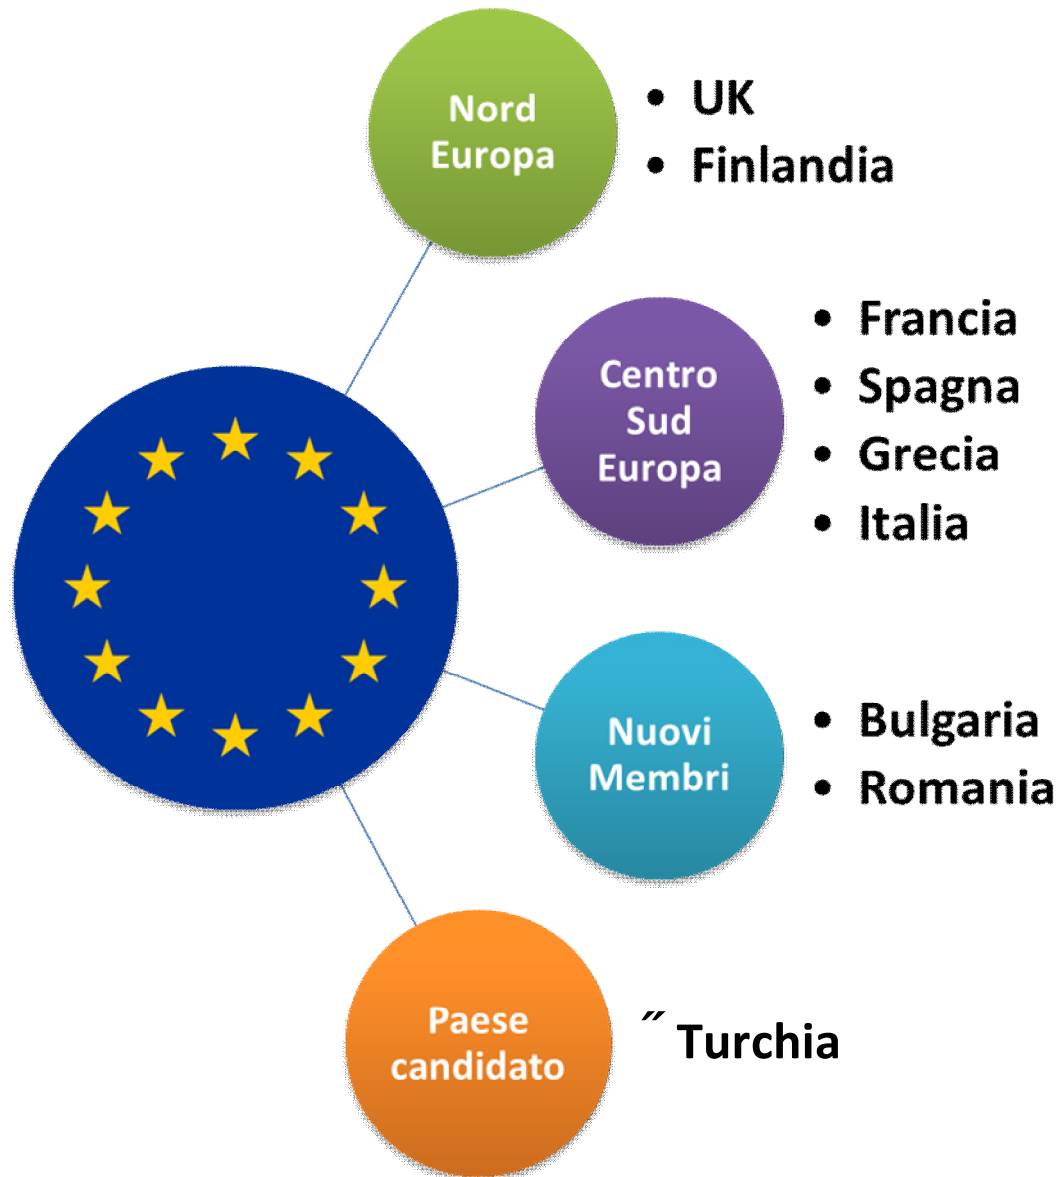 Nord
Europa
• UK
• Finlandia
Centro
Sud
Europa
• Francia
• Spagna
• Grecia
• Italia
Nuovi
Membri
• Bulgaria
• Romania
Paese
candidato
˝ Turchia